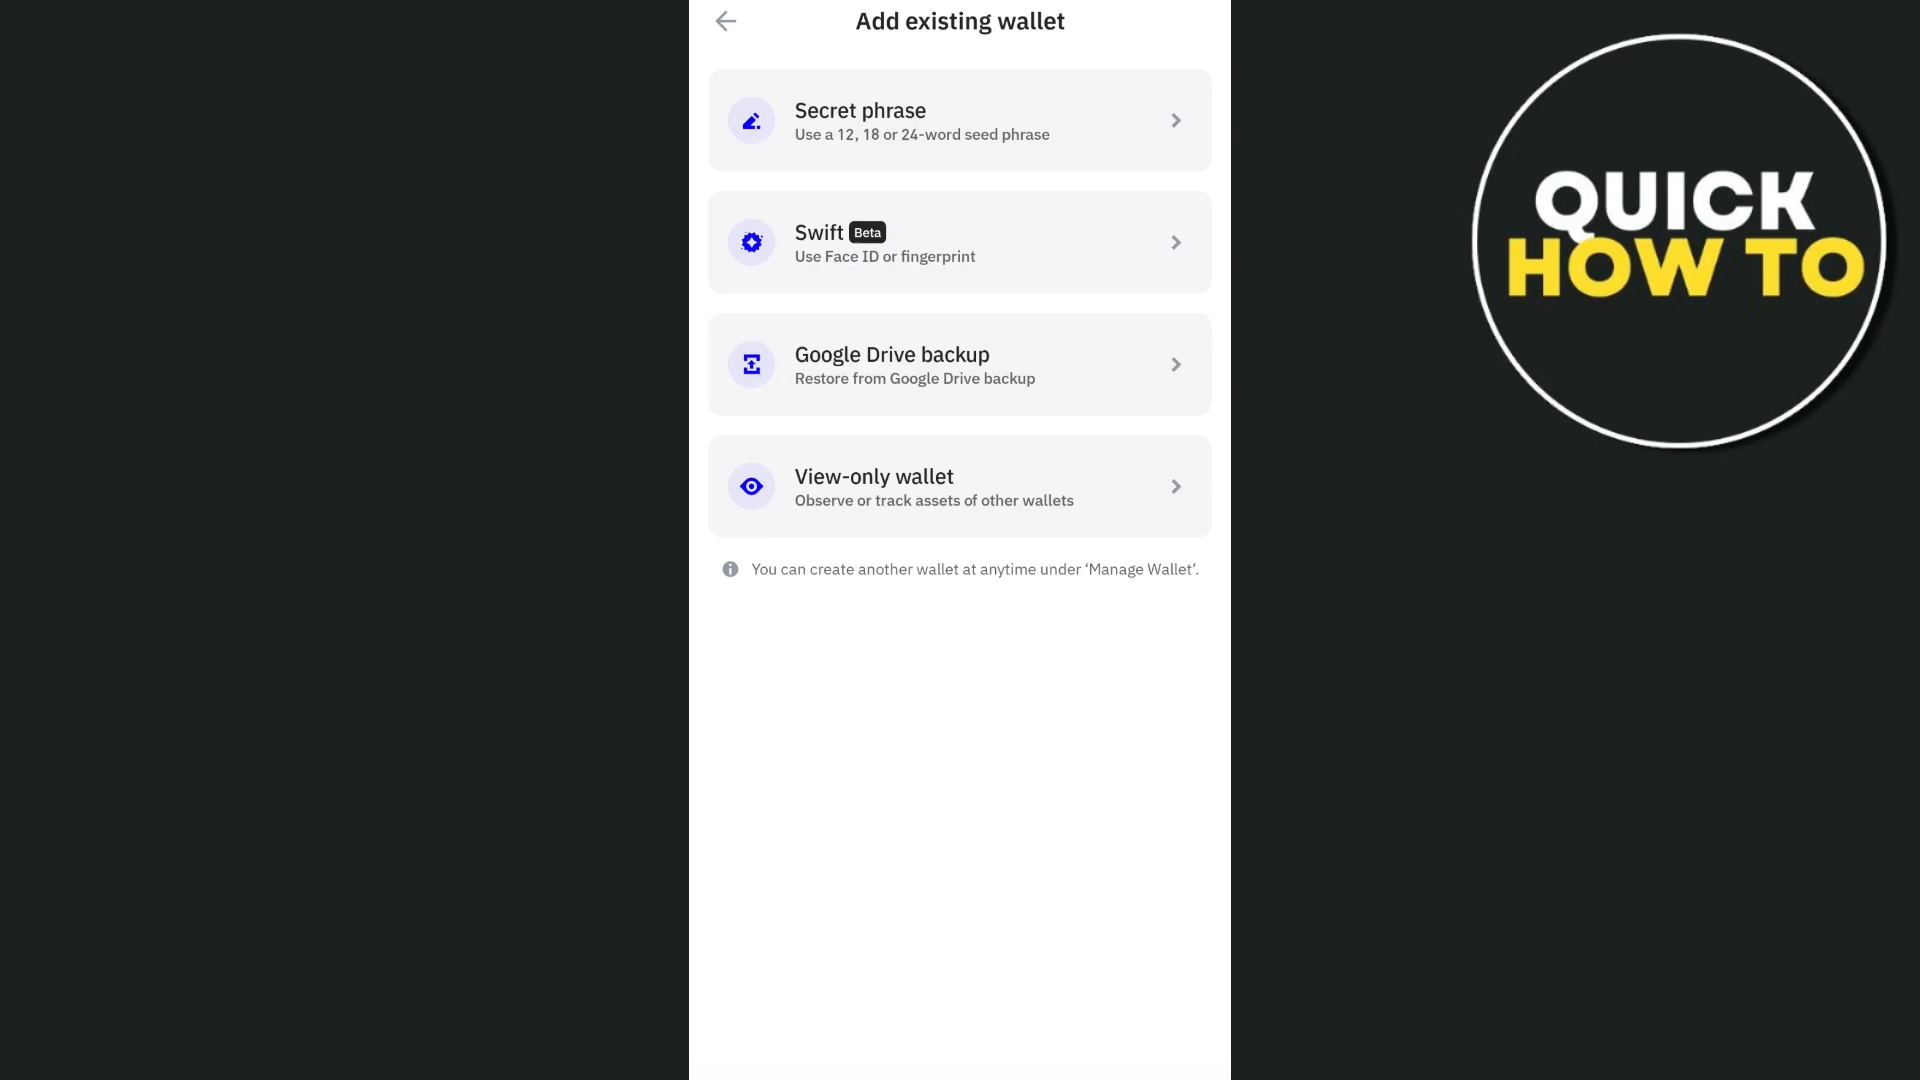 Add existing wallet
Secret phrase
Use a 12, 18 or 24-word seed phrase
Swift Beta
Use Face ID or fingerprint
Google Drive backup
Restore from Google Drive backup
View-only wallet
Observe or track assets of other wallets
You can create another wallet at anytime under ‘Manage Wallet’.
QUICK
HOW TO